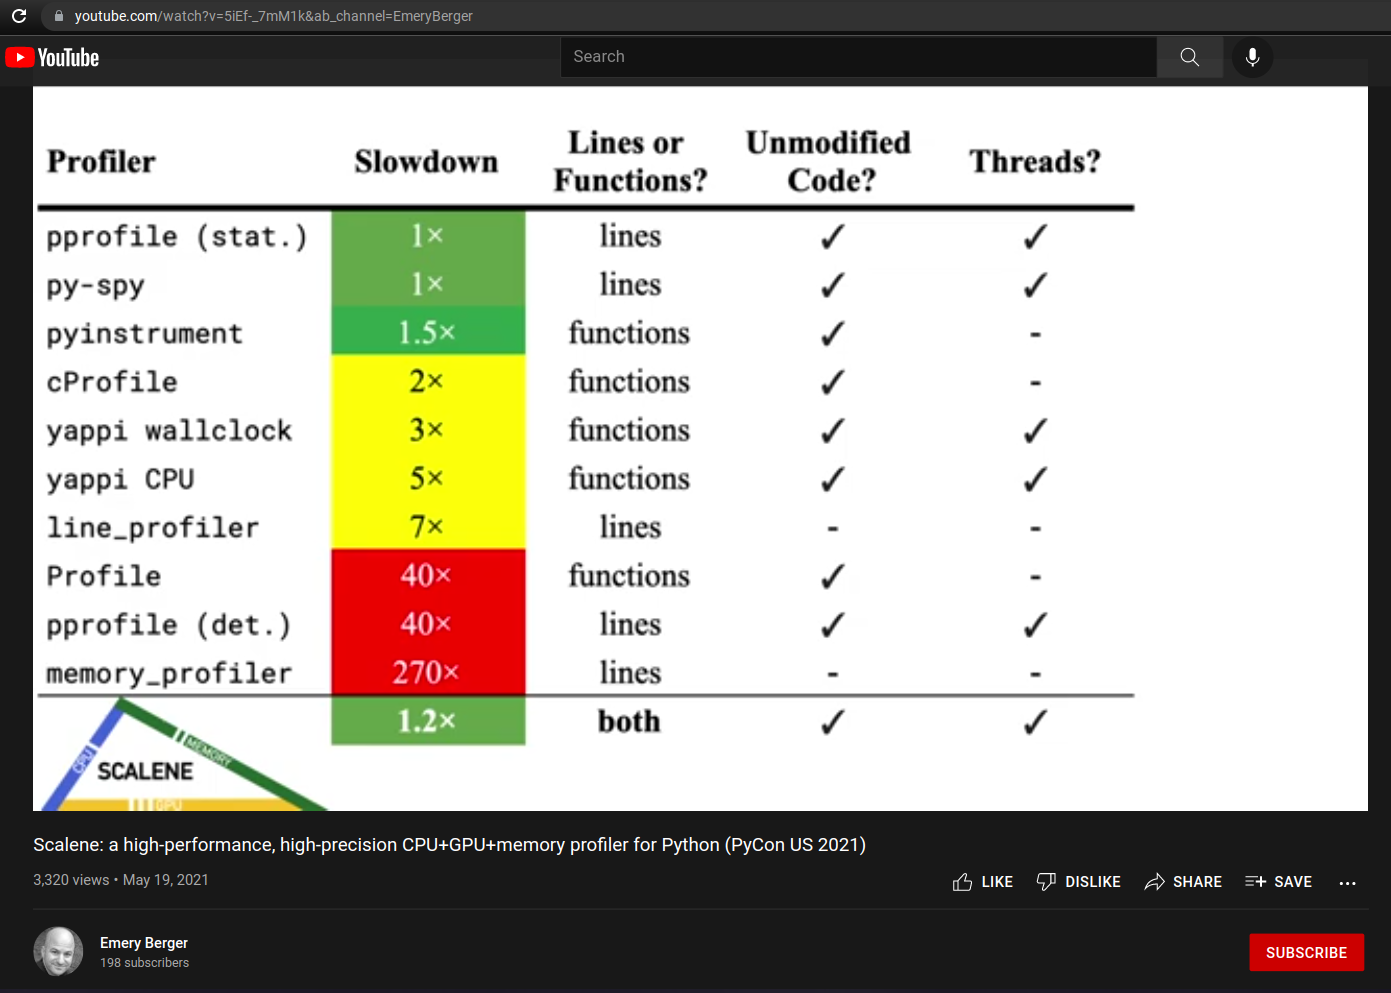 youtube.com/watch?v=5iEf-_7mM1k&ab_channel=EmeryBerger
YouTube
Search
Profiler Slowdown Lines or Functions? Unmodified Code? Threads?
pprofile (stat.) 1× lines ✓ ✓
py-spy 1× lines ✓ ✓
pyinstrument 1.5× functions ✓ -
cProfile 2× functions ✓ -
yappi wallclock 3× functions ✓ ✓
yappi CPU 5× functions ✓ ✓
line_profiler 7× lines - -
Profile 40× functions ✓ -
pprofile (det.) 40× lines ✓ ✓
memory_profiler 270× lines - -
1.2× both ✓ ✓
CPU
MEMORY
SCALENE
GPU
Scalene: a high-performance, high-precision CPU+GPU+memory profiler for Python (PyCon US 2021)
3,320 views • May 19, 2021
LIKE DISLIKE SHARE SAVE ...
Emery Berger
198 subscribers
SUBSCRIBE